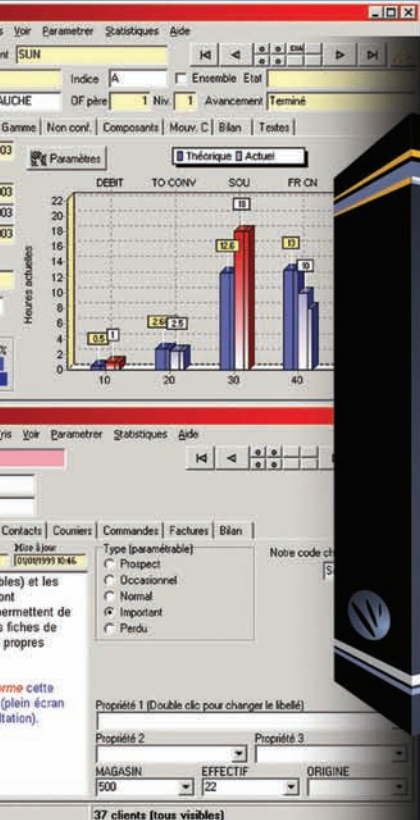 Voir Parametrer Statistiques Aide
SUN
Indice A Ensemble Etat
AUCHE OF père 1 Niv. 1 Avancement Terminé
Gamme Non conf. Composants Mouv. C Bilan Textes
003
Paramètres Théorique Actuel
003
003
003
DEBIT TO CONV SOU FR CN
Heures actuelles
22
20
18
16
14
12
10
8
6
4
2
0
0.5 1 2.6 2.5 12.6 18 13 10
10 20 30 40
%
Voir Parametrer Statistiques Aide
Contacts Courriers Commandes Factures Bilan
Mise à jour
01/01/1999 10:46
Type (paramétrable)
Prospect
Occasionnel
Normal
Important
Perdu
Notre code
bles) et les
ont
permettent de
s fiches de
propres
orme cette
(plein écran
ltation).
Propriété 1 (Double clic pour changer le libellé)
Propriété 2 Propriété 3
MAGASIN EFFECTIF ORIGINE
500 22
37 clients (tous visibles)